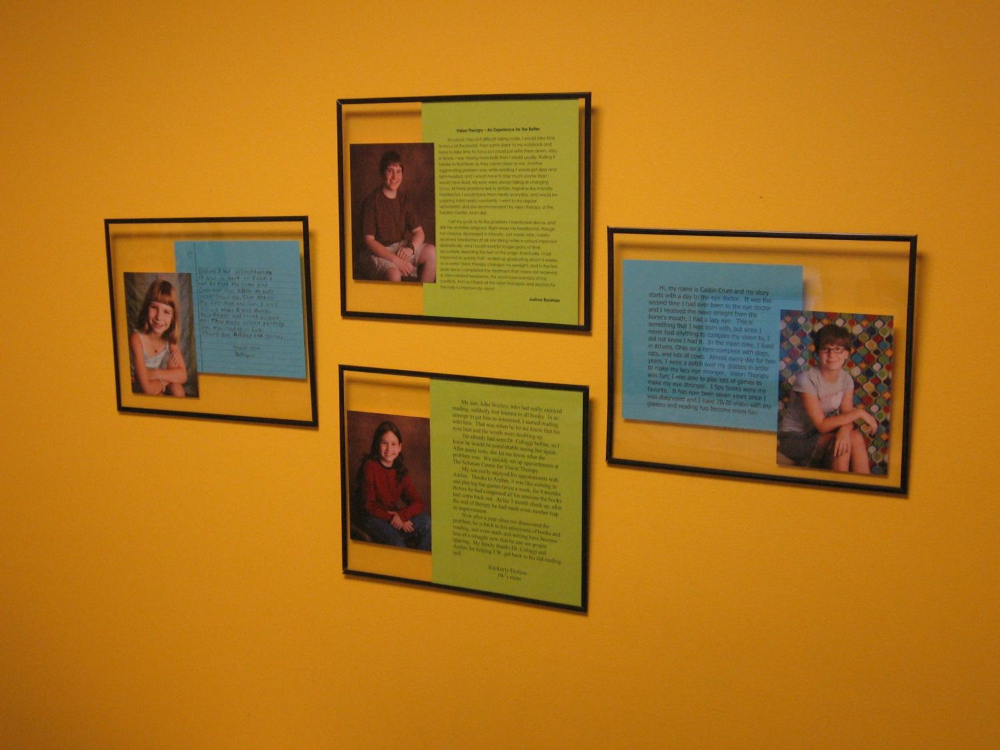 Before I had vision therapy
it was so hard to read. I
had to read the same line
Over and Over again. my body
Thank you
Vision Therapy – An Experience for the Better
At school I found it difficult taking notes. I would take time
to focus at the board, then come back to my notebook and
have to take time to focus so I could just write them down. Also,
in tennis, I was missing more balls than I would usually, finding it
harder to find them as they came closer to me. Another
aggravating problem was, while reading, I would get dizzy and
light-headed, and I would have to stop much sooner than I
would have liked. My eyes were always failing at changing
focus. All these problems led to terrible, migraine-like intensity
headaches. I would have them nearly everyday, and would be
popping Advil nearly constantly. I went to my regular
optometrist, and she recommended I try vision therapy at the
Solution Center. And I did.
I set my goals to fix the problems I mentioned above, and
did the activities assigned. Right away my headaches, though
not ceasing, decreased in intensity. Just weeks later, I rarely
received headaches at all. My taking notes in school improved
dramatically, and I could read for longer spans of time,
accurately depicting the text on the page. Eventually, I had
improved so quickly that I ended up graduating about 4 weeks
or so early! Vision therapy changed my eyesight, and in the few
years since I completed the treatment that I have not received
a vision-related headache, the worst-case scenario of my
conflicts. And so I thank all the vision therapists and doctors for
the help to improve my vision!
Joshua Bauman
My son, John Wesley, who had really enjoyed
reading, suddenly lost interest in all books. In an
attempt to get him re-interested, I started reading
with him. That was when he let me know that his
eyes hurt and the words were doubling up.
He already had seen Dr. Cologgi before, so I
knew he would be comfortable seeing her again.
After many tests, she let me know what the
problem was. We quickly set up appointments at
The Solution Center for Vision Therapy.
My son really enjoyed his appointments with
Amber. Thanks to Amber, it was like coming in
and playing fun games twice a week, for 4 months.
Before he had completed all his sessions the books
had come back out. At his 3 month check up, after
the end of therapy he had made even another leap
in improvement.
Now after a year since we discovered the
problem, he is back to his enjoyment of books and
reading, and even math and writing have become
less of a struggle now that he can see proper
spacing. My family thanks Dr. Cologgi and
Amber for helping J.W. get back to his old reading
self.
Kimberly
JW's mom
Hi, my name is Caitlin Crum and my story
starts with a day to the eye doctor. It was the
second time I had ever been to the eye doctor
and I received the news straight from the
horse's mouth; I had a lazy eye. This is
something that I was born with, but since I
never had anything to compare my vision to, I
did not know I had it. In the mean time, I lived
in Athens, Ohio on a farm complete with dogs,
cats, and lots of cows. Almost every day for two
years, I wore a patch over my glasses in order
to make my lazy eye stronger. Vision Therapy
was fun; I was able to play lots of games to
make my eye stronger. I Spy books were my
favorite. It has now been seven years since I
was diagnosed and I have 20/20 vision with my
glasses and reading has become more fun.